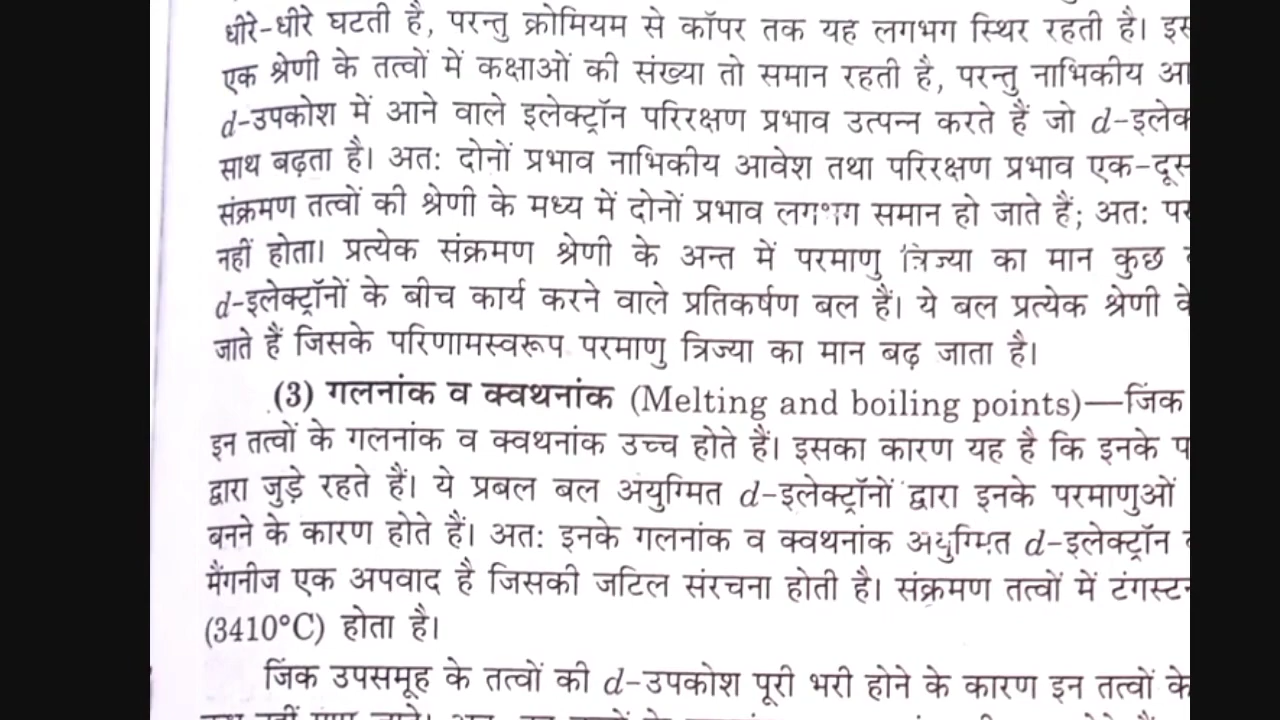 धीरे-धीरे घटती है, परन्तु क्रोमियम से कॉपर तक यह लगभग स्थिर रहती है। इस
एक श्रेणी के तत्वों में कक्षाओं की संख्या तो समान रहती है, परन्तु नाभिकीय आ
d-उपकोश में आने वाले इलेक्ट्रॉन परिरक्षण प्रभाव उत्पन्न करते हैं जो d-इलेक
साथ बढ़ता है। अत: दोनों प्रभाव नाभिकीय आवेश तथा परिरक्षण प्रभाव एक-दूस
संक्रमण तत्वों की श्रेणी के मध्य में दोनों प्रभाव लगभग समान हो जाते हैं; अत: पर
नहीं होता। प्रत्येक संक्रमण श्रेणी के अन्त में परमाणु त्रिज्या का मान कुछ
d-इलेक्ट्रॉनों के बीच कार्य करने वाले प्रतिकर्षण बल हैं। ये बल प्रत्येक श्रेणी के
जाते हैं जिसके परिणामस्वरूप परमाणु त्रिज्या का मान बढ़ जाता है।
(3) गलनांक व क्वथनांक (Melting and boiling points)—जिंक
इन तत्वों के गलनांक व क्वथनांक उच्च होते हैं। इसका कारण यह है कि इनके प
द्वारा जुड़े रहते हैं। ये प्रबल बल अयुग्मित d-इलेक्ट्रॉनों द्वारा इनके परमाणुओं
बनने के कारण होते हैं। अत: इनके गलनांक व क्वथनांक अयुग्मित d-इलेक्ट्रॉन
मैंगनीज एक अपवाद है जिसकी जटिल संरचना होती है। संक्रमण तत्वों में टंगस्टन
(3410°C) होता है।
जिंक उपसमूह के तत्वों की d-उपकोश पूरी भरी होने के कारण इन तत्वों के